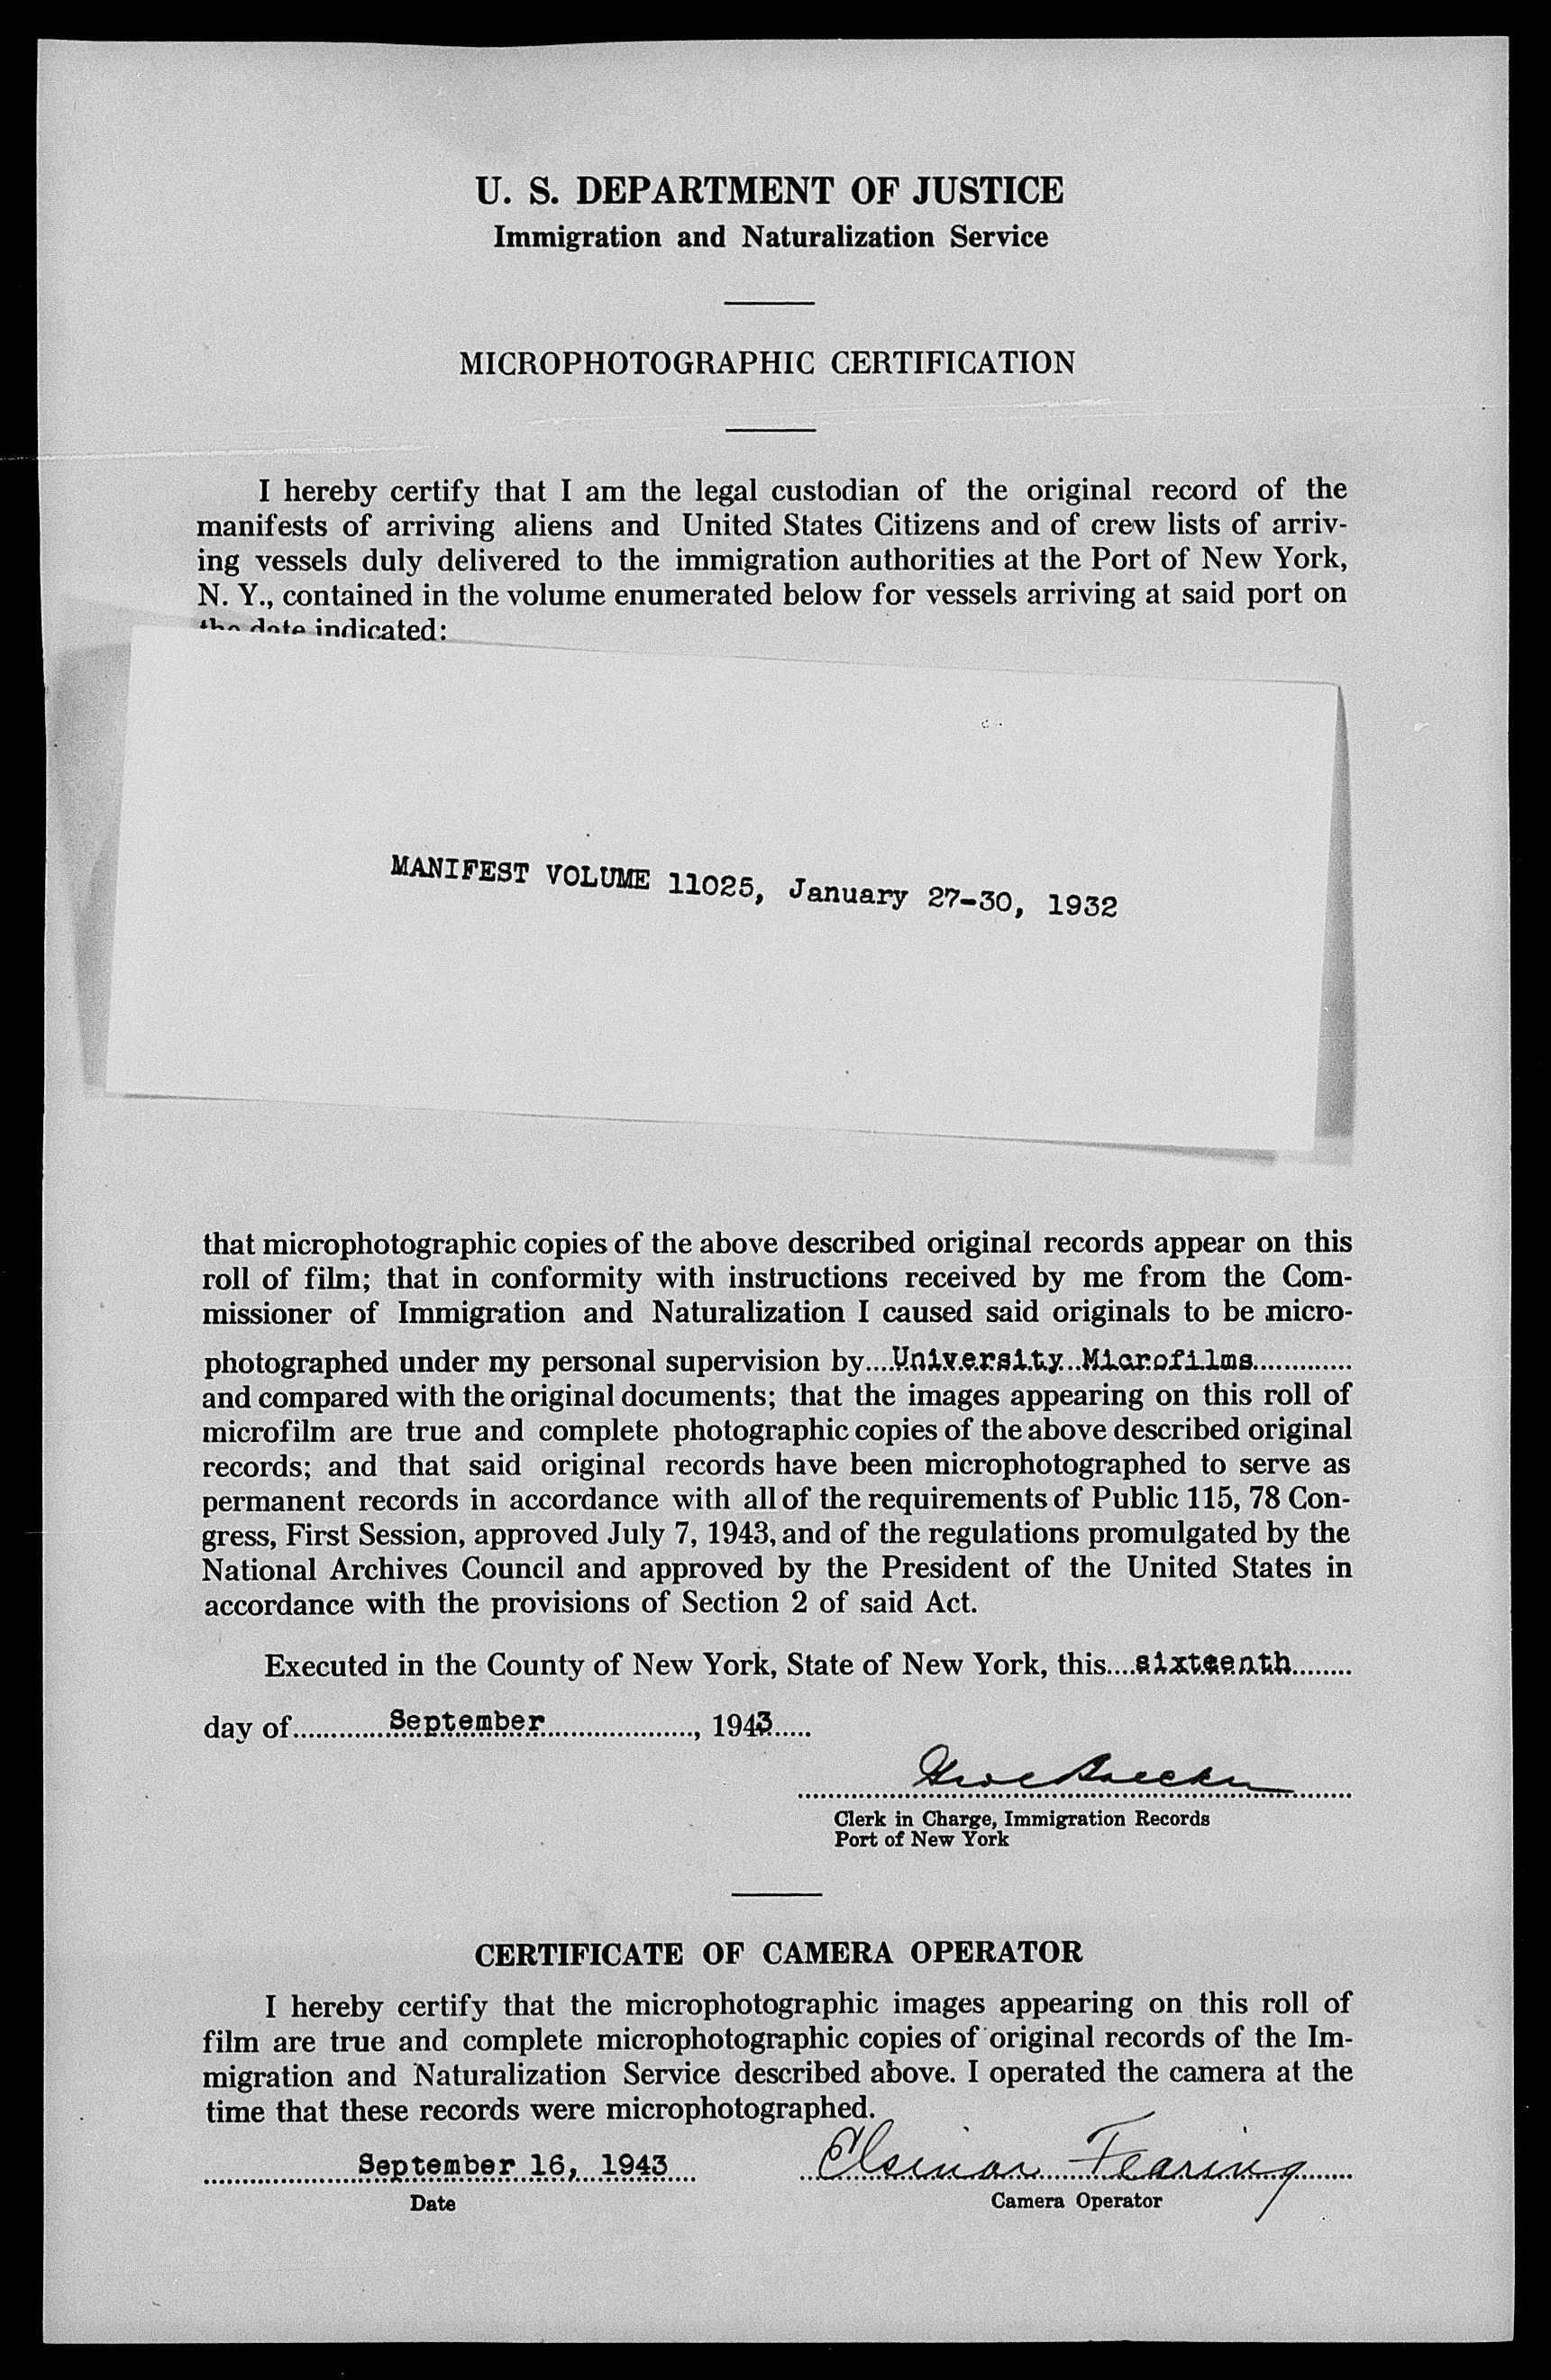 U. S. DEPARTMENT OF JUSTICE
Immigration and Naturalization Service
MICROPHOTOGRAPHIC CERTIFICATION
I hereby certify that I am the legal custodian of the original record of the
manifests of arriving aliens and United States Citizens and of crew lists of arriv-
ing vessels duly delivered to the immigration authorities at the Port of New York,
N. Y., contained in the volume enumerated below for vessels arriving at said port on
the date indicated:
MANIFEST VOLUME 11025, January 27-30, 1932
that microphotographic copies of the above described original records appear on this
roll of film; that in conformity with instructions received by me from the Com-
missioner of Immigration and Naturalization I caused said originals to be micro-
photographed under my personal supervision by....University Microfilms.............
and compared with the original documents; that the images appearing on this roll of
microfilm are true and complete photographic copies of the above described original
records; and that said original records have been microphotographed to serve as
permanent records in accordance with all of the requirements of Public 115, 78 Con-
gress, First Session, approved July 7, 1943, and of the regulations promulgated by the
National Archives Council and approved by the President of the United States in
accordance with the provisions of Section 2 of said Act.
Executed in the County of New York, State of New York, this....sixteenth........
day of.............September...................., 1943.....
Clerk in Charge, Immigration Records
Port of New York
CERTIFICATE OF CAMERA OPERATOR
I hereby certify that the microphotographic images appearing on this roll of
film are true and complete microphotographic copies of original records of the Im-
migration and Naturalization Service described above. I operated the camera at the
time that these records were microphotographed.
September 16, 1943 Elsinor Fearing
Date Camera Operator